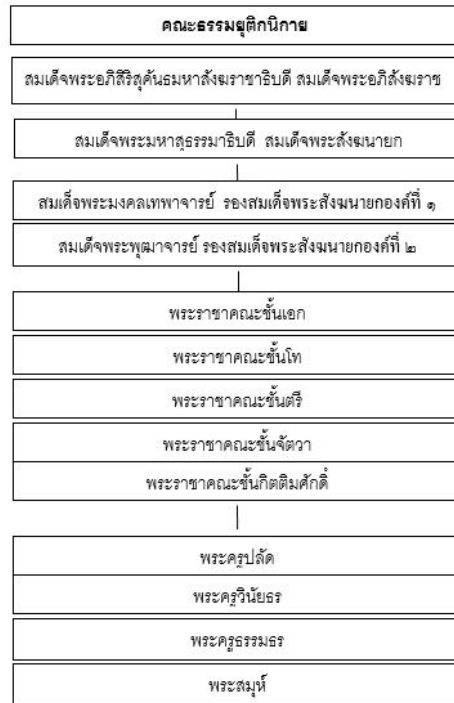 คณะธรรมยุติกนิกาย
สมเด็จพระอภิสิริสุคันธมหาสังฆราชาธิบดี สมเด็จพระอภิสังฆราช
สมเด็จพระมหาสุธรรมาธิบดี สมเด็จพระสังฆนายก
สมเด็จพระมงคลเทพาจารย์ รองสมเด็จพระสังฆนายกองค์ที่ ๑
สมเด็จพระพุฒาจารย์ รองสมเด็จพระสังฆนายกองค์ที่ ๒
พระราชาคณะชั้นเอก
พระราชาคณะชั้นโท
พระราชาคณะชั้นตรี
พระราชาคณะชั้นจัตวา
พระราชาคณะชั้นกิตติมศักดิ์
พระครูปลัด
พระครูวินัยธร
พระครูธรรมธร
พระสมุห์